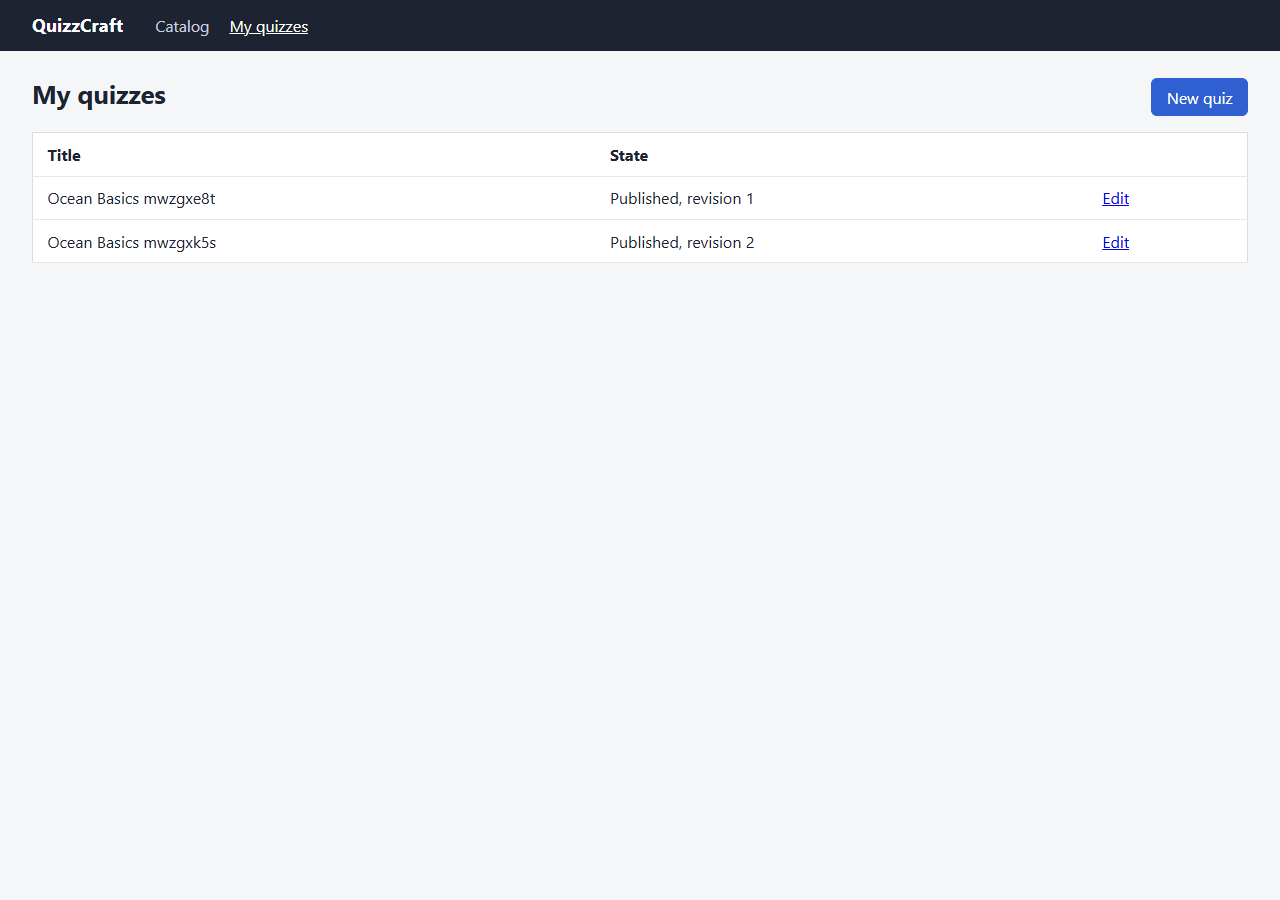 QuizzCraft Catalog My quizzes
My quizzes New quiz
Title State
Ocean Basics mwzgxe8t Published, revision 1 Edit
Ocean Basics mwzgxk5s Published, revision 2 Edit